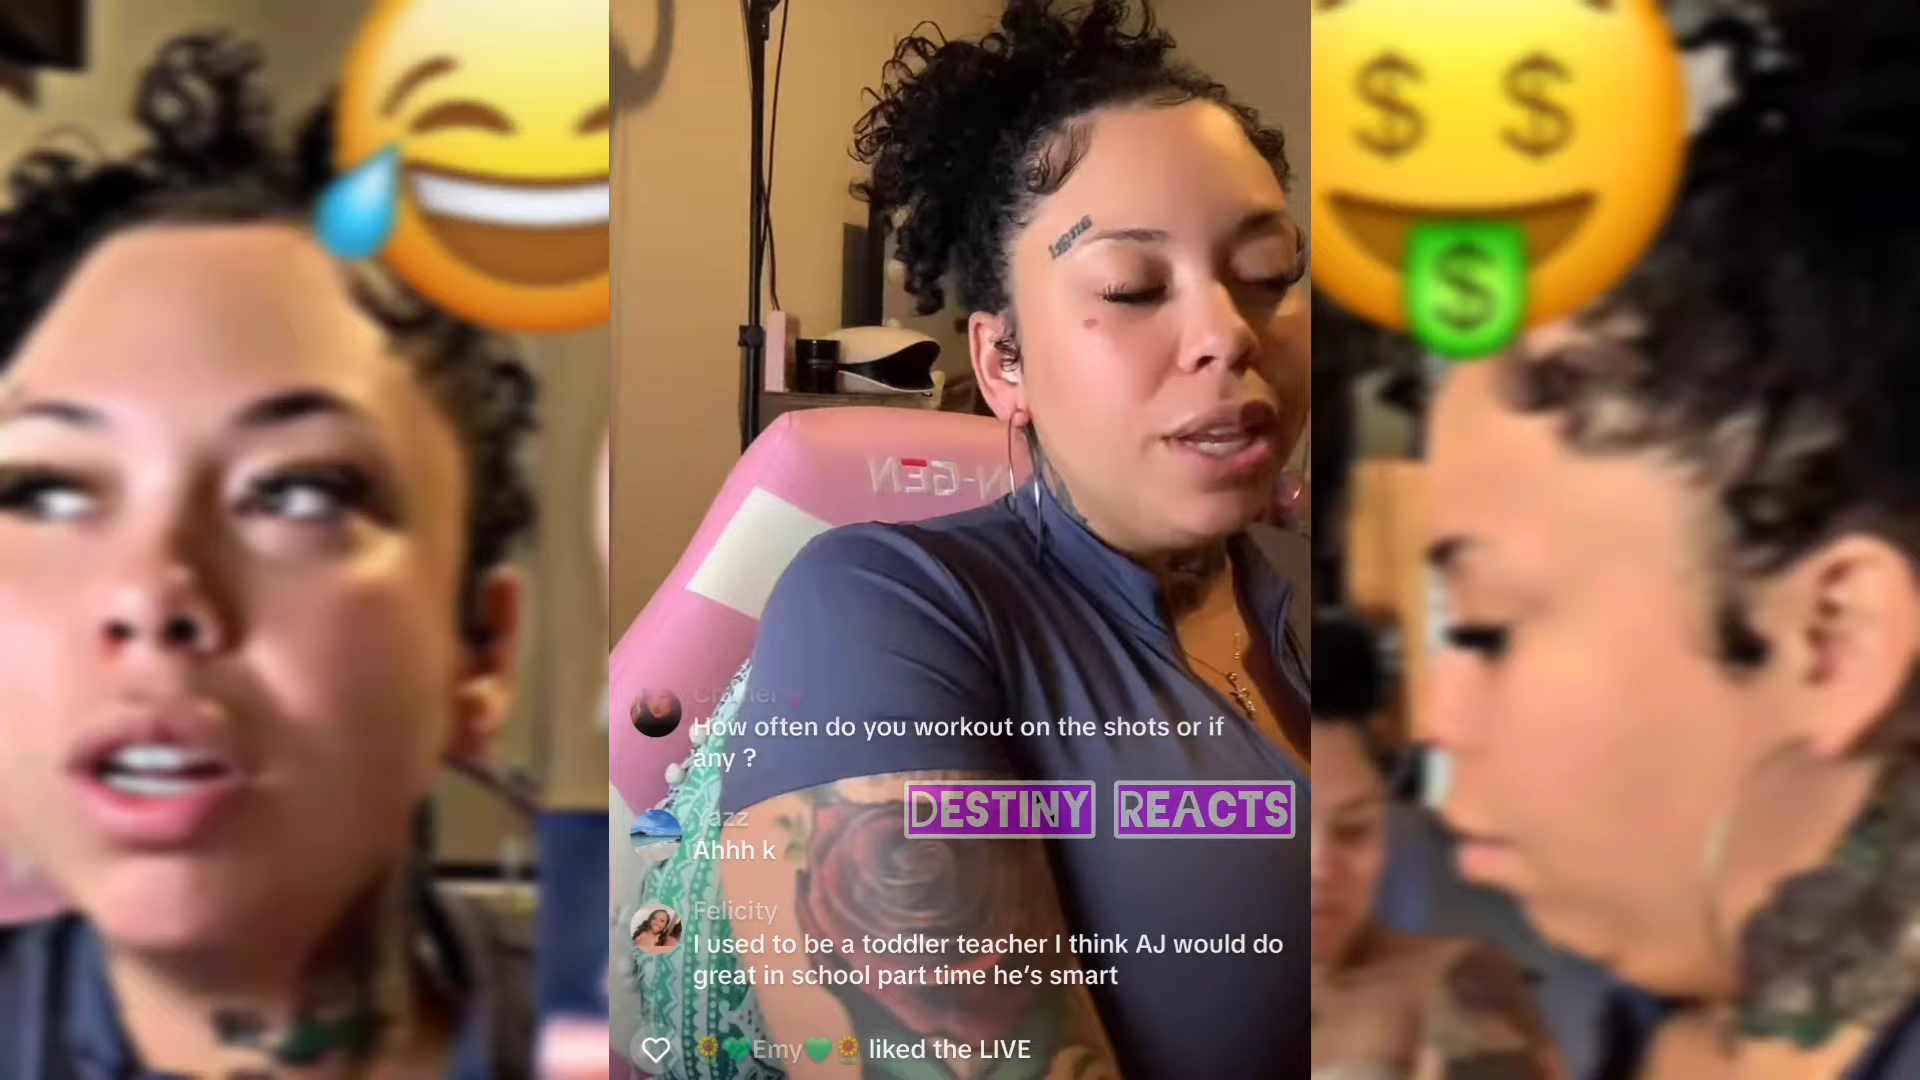 How often do you workout on the shots or if
any ?
DESTINY REACTS
Yazz
Ahhh k
Felicity
I used to be a toddler teacher I think AJ would do
great in school part time he's smart
🌻💚Emy💚🌻 liked the LIVE